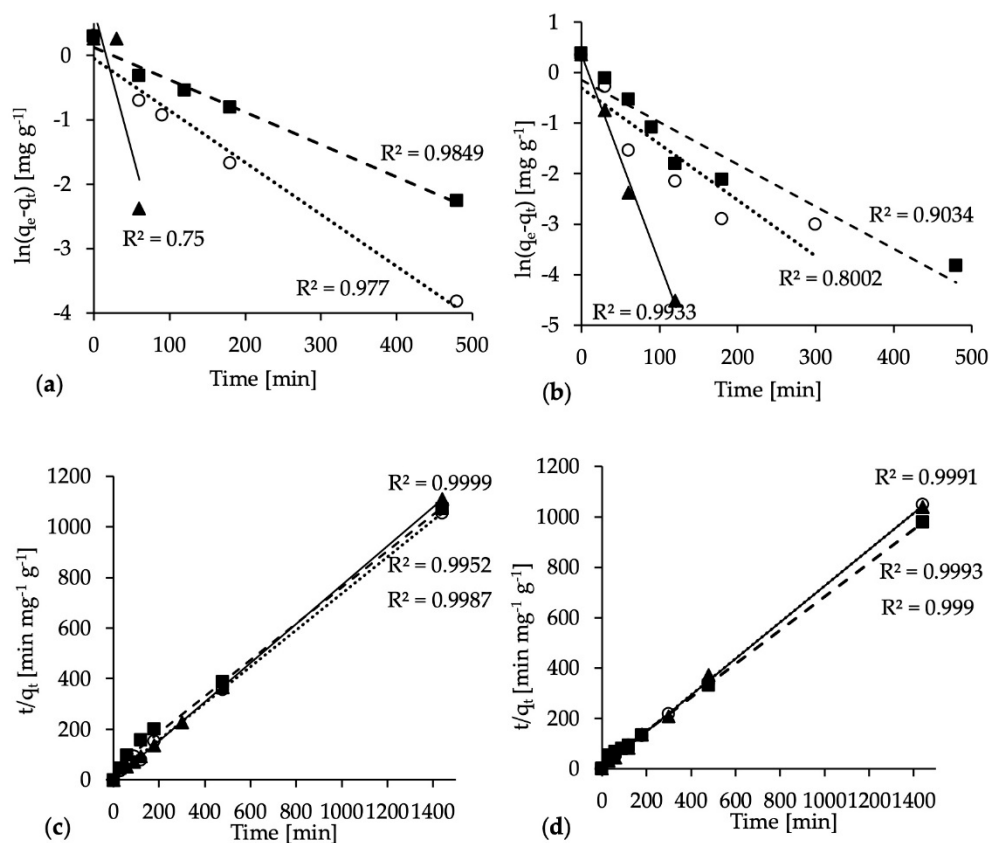 0
-1
-2
-3
-4
ln(qₑ-qₜ) [mg g⁻¹]
R² = 0.9849
R² = 0.75
R² = 0.977
0 100 200 300 400 500
(a) Time [min]
1
0
-1
-2
-3
-4
-5
ln(qₑ-qₜ) [mg g⁻¹]
R² = 0.9034
R² = 0.8002
R² = 0.9933
0 100 200 300 400 500
(b) Time [min]
1200
1000
800
600
400
200
0
t/qₜ [min mg⁻¹ g⁻¹]
R² = 0.9999
R² = 0.9952
R² = 0.9987
0 200 400 600 800 1000 1200 1400
(c) Time [min]
1200
1000
800
600
400
200
0
t/qₜ [min mg⁻¹ g⁻¹]
R² = 0.9991
R² = 0.9993
R² = 0.999
0 200 400 600 800 1000 1200 1400
(d) Time [min]